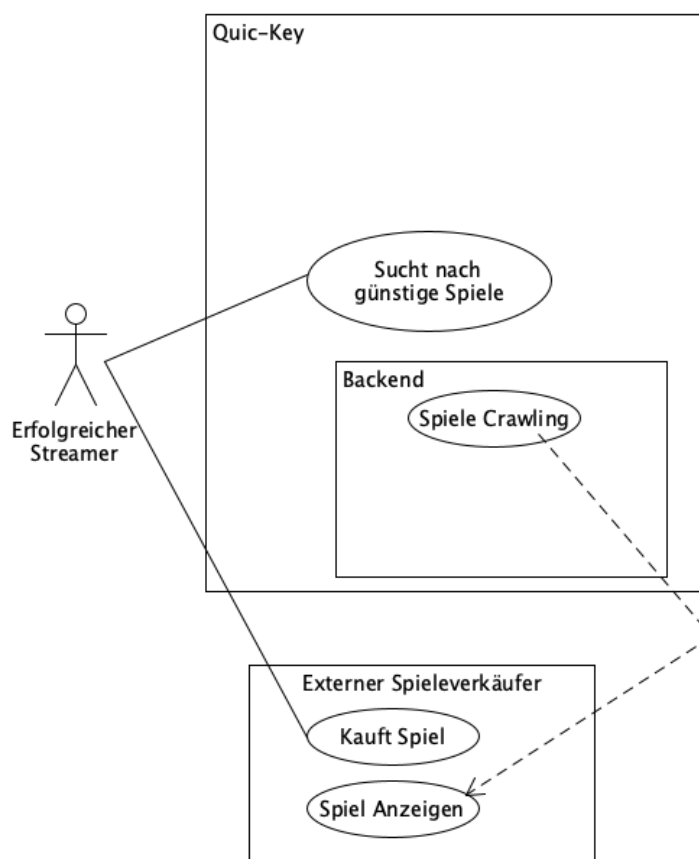 Quic-Key
Sucht nach
günstige Spiele
Backend
Spiele Crawling
Erfolgreicher
Streamer
Externer Spieleverkäufer
Kauft Spiel
Spiel Anzeigen